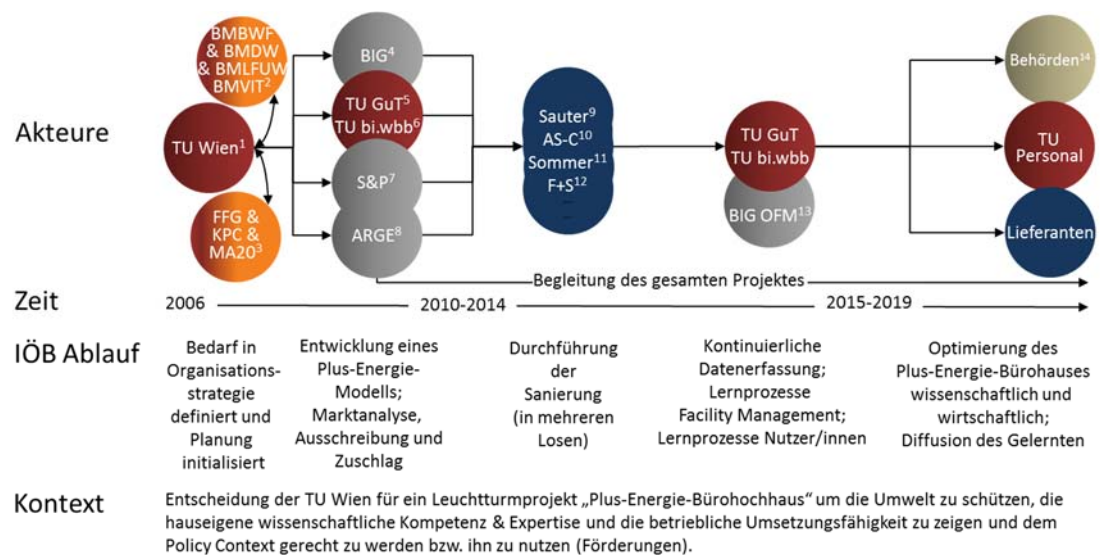 Akteure
BMBWF
& BMDW
& BMLFUW
BMVIT²
TU Wien¹
FFG &
KPC &
MA20³
BIG⁴
TU GuT⁵
TU bi.wbb⁶
S&P⁷
ARGE⁸
Sauter⁹
AS-C¹⁰
Sommer¹¹
F+S¹²
TU GuT
TU bi.wbb
BIG OFM¹³
Behörden¹⁴
TU
Personal
Lieferanten
Begleitung des gesamten Projektes
Zeit
2006
2010-2014
2015-2019
IÖB Ablauf
Bedarf in
Organisations-
strategie
definiert und
Planung
initialisiert
Entwicklung eines
Plus-Energie-
Modells;
Marktanalyse,
Ausschreibung und
Zuschlag
Durchführung
der
Sanierung
(in mehreren
Losen)
Kontinuierliche
Datenerfassung;
Lernprozesse
Facility Management;
Lernprozesse Nutzer/innen
Optimierung des
Plus-Energie-Bürohauses
wissenschaftlich und
wirtschaftlich;
Diffusion des Gelernten
Kontext
Entscheidung der TU Wien für ein Leuchtturmprojekt „Plus-Energie-Bürohochhaus“ um die Umwelt zu schützen, die
hauseigene wissenschaftliche Kompetenz & Expertise und die betriebliche Umsetzungsfähigkeit zu zeigen und dem
Policy Context gerecht zu werden bzw. ihn zu nutzen (Förderungen).